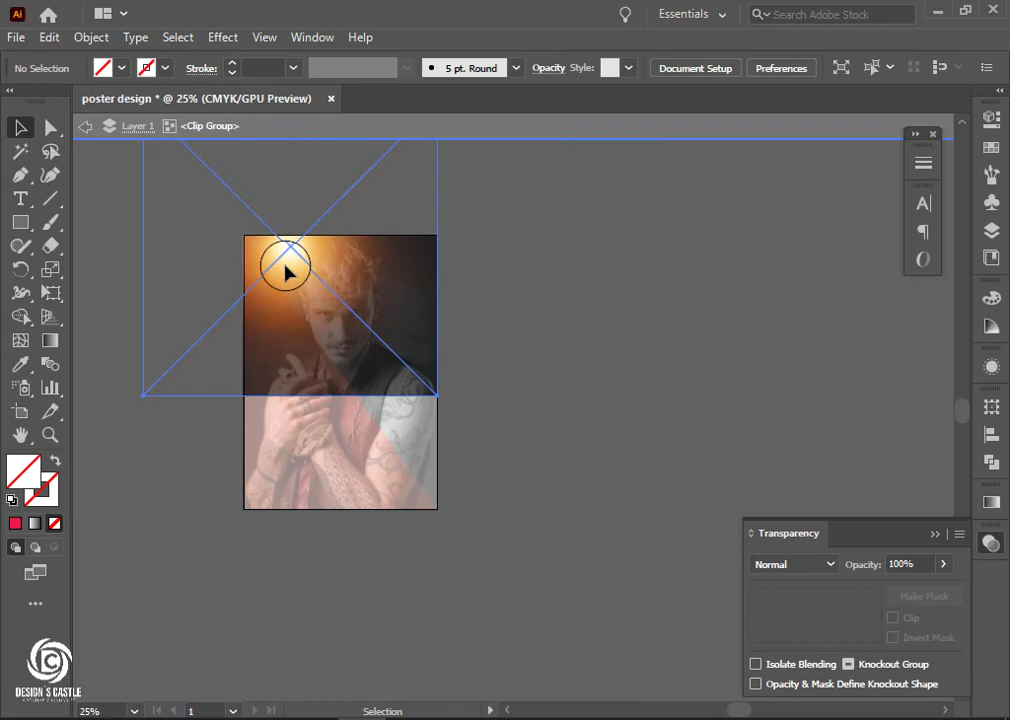 Ai
Essentials
Search Adobe Stock
File Edit Object Type Select Effect View Window Help
No Selection
Stroke:
5 pt. Round
Opacity Style:
Document Setup
Preferences
poster design * @ 25% (CMYK/GPU Preview) ×
Layer 1 <Clip Group>
Transparency
Normal
Opacity: 100%
Make Mask
Clip
Invert Mask
Isolate Blending
Knockout Group
Opacity & Mask Define Knockout Shape
DESIGN'S CASTLE
25%
1
Selection